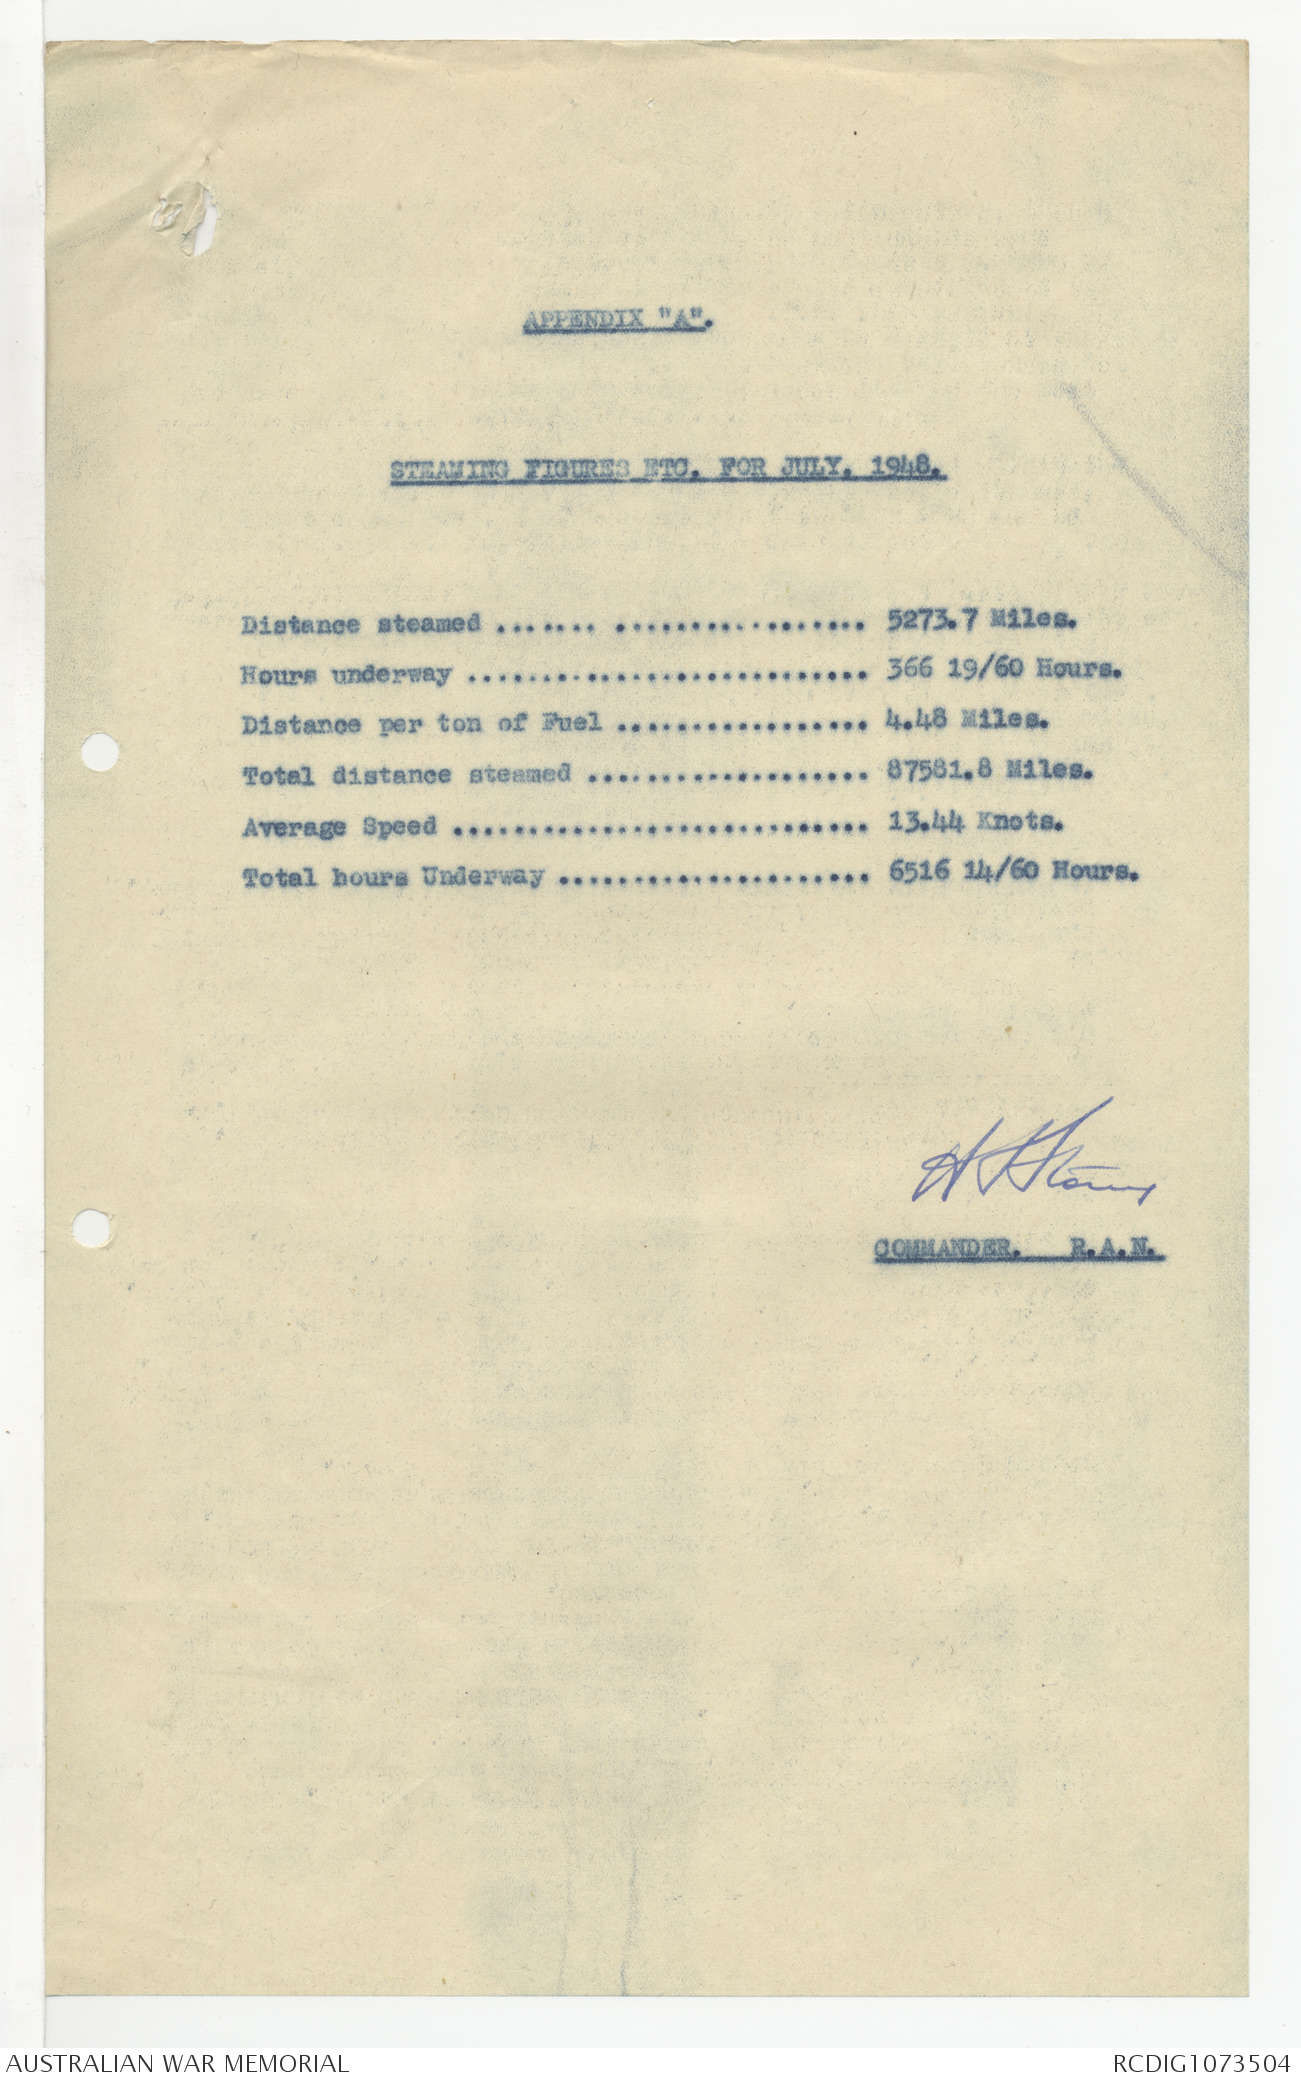 APPENDIX "A".
STEAMING FIGURES ETC. FOR JULY. 1948.
Distance steamed ....... ................. 5273.7 Miles.
Hours underway ........................... 366 19/60 Hours.
Distance per ton of Fuel ................. 4.48 Miles.
Total distance steamed ................... 87581.8 Miles.
Average Speed ............................ 13.44 Knots.
Total hours Underway ..................... 6516 14/60 Hours.
COMMANDER. R.A.N.
AUSTRALIAN WAR MEMORIAL
RCDIG1073504